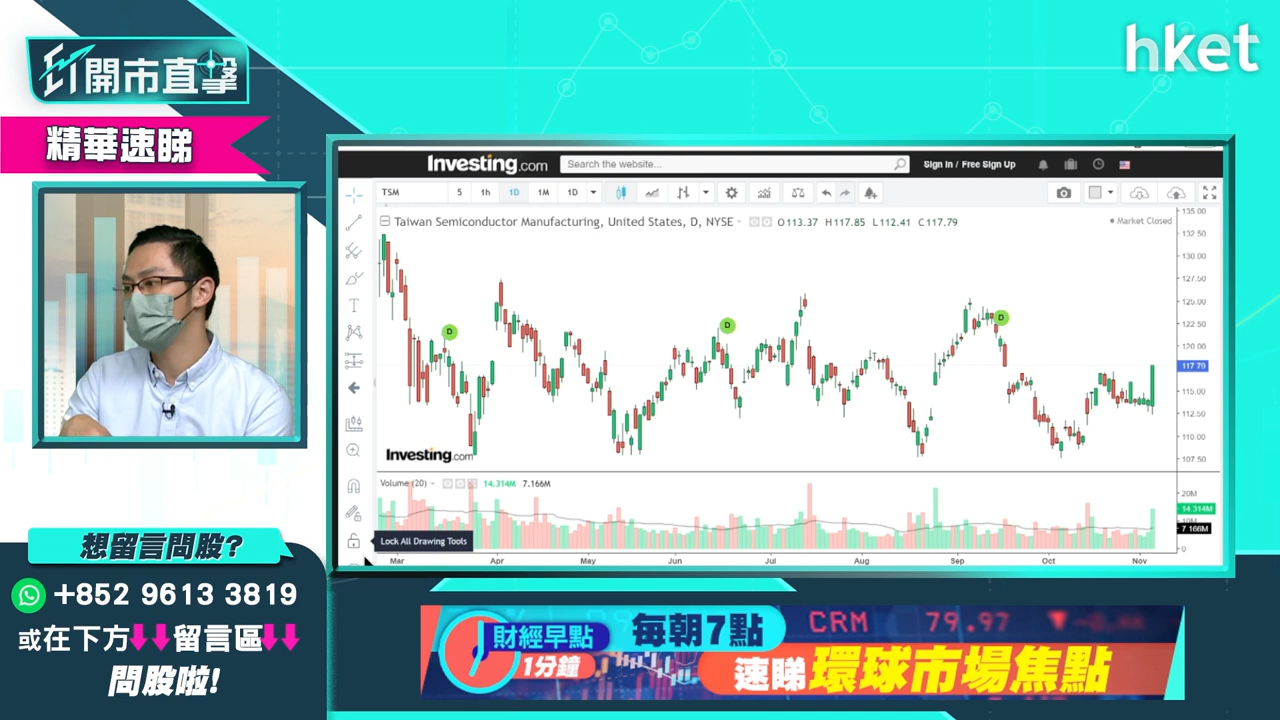 hket
ET開市直擊
精華速睇
Investing.com
Search the website...
Sign In / Free Sign Up
TSM
5
1h
1D
1M
1D
Taiwan Semiconductor Manufacturing, United States, D, NYSE
O113.37 H117.85 L112.41 C117.79
Market Closed
135.00
132.50
130.00
127.50
125.00
122.50
120.00
117.79
115.00
112.50
110.00
107.50
D
D
D
Investing.com
Volume (20)
14.314M 7.166M
20M
14.314M
10M
7.166M
0
Lock All Drawing Tools
Mar Apr May Jun Jul Aug Sep Oct Nov
想留言問股?
+852 9613 3819
或在下方留言區
問股啦!
財經早點
1分鐘
每朝7點
速睇環球市場焦點
CRM 79.97